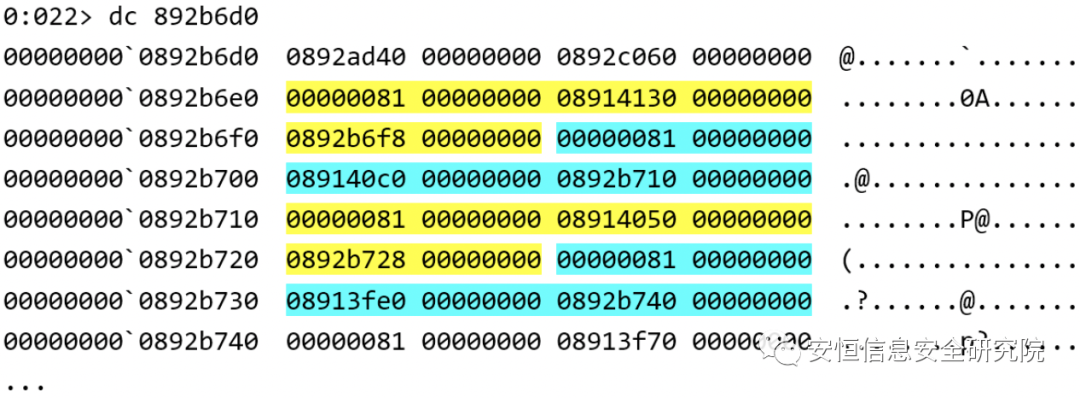 0:022> dc 892b6d0
00000000`0892b6d0  0892ad40 00000000 0892c060 00000000  @.......`.......
00000000`0892b6e0  00000081 00000000 08914130 00000000  ........0A......
00000000`0892b6f0  0892b6f8 00000000 00000081 00000000  ................
00000000`0892b700  089140c0 00000000 0892b710 00000000  .@..............
00000000`0892b710  00000081 00000000 08914050 00000000  ........P@......
00000000`0892b720  0892b728 00000000 00000081 00000000  (...............
00000000`0892b730  08913fe0 00000000 0892b740 00000000  .?......@.......
00000000`0892b740  00000081 00000000 08913f70 00000000
安恒信息安全研究院
...